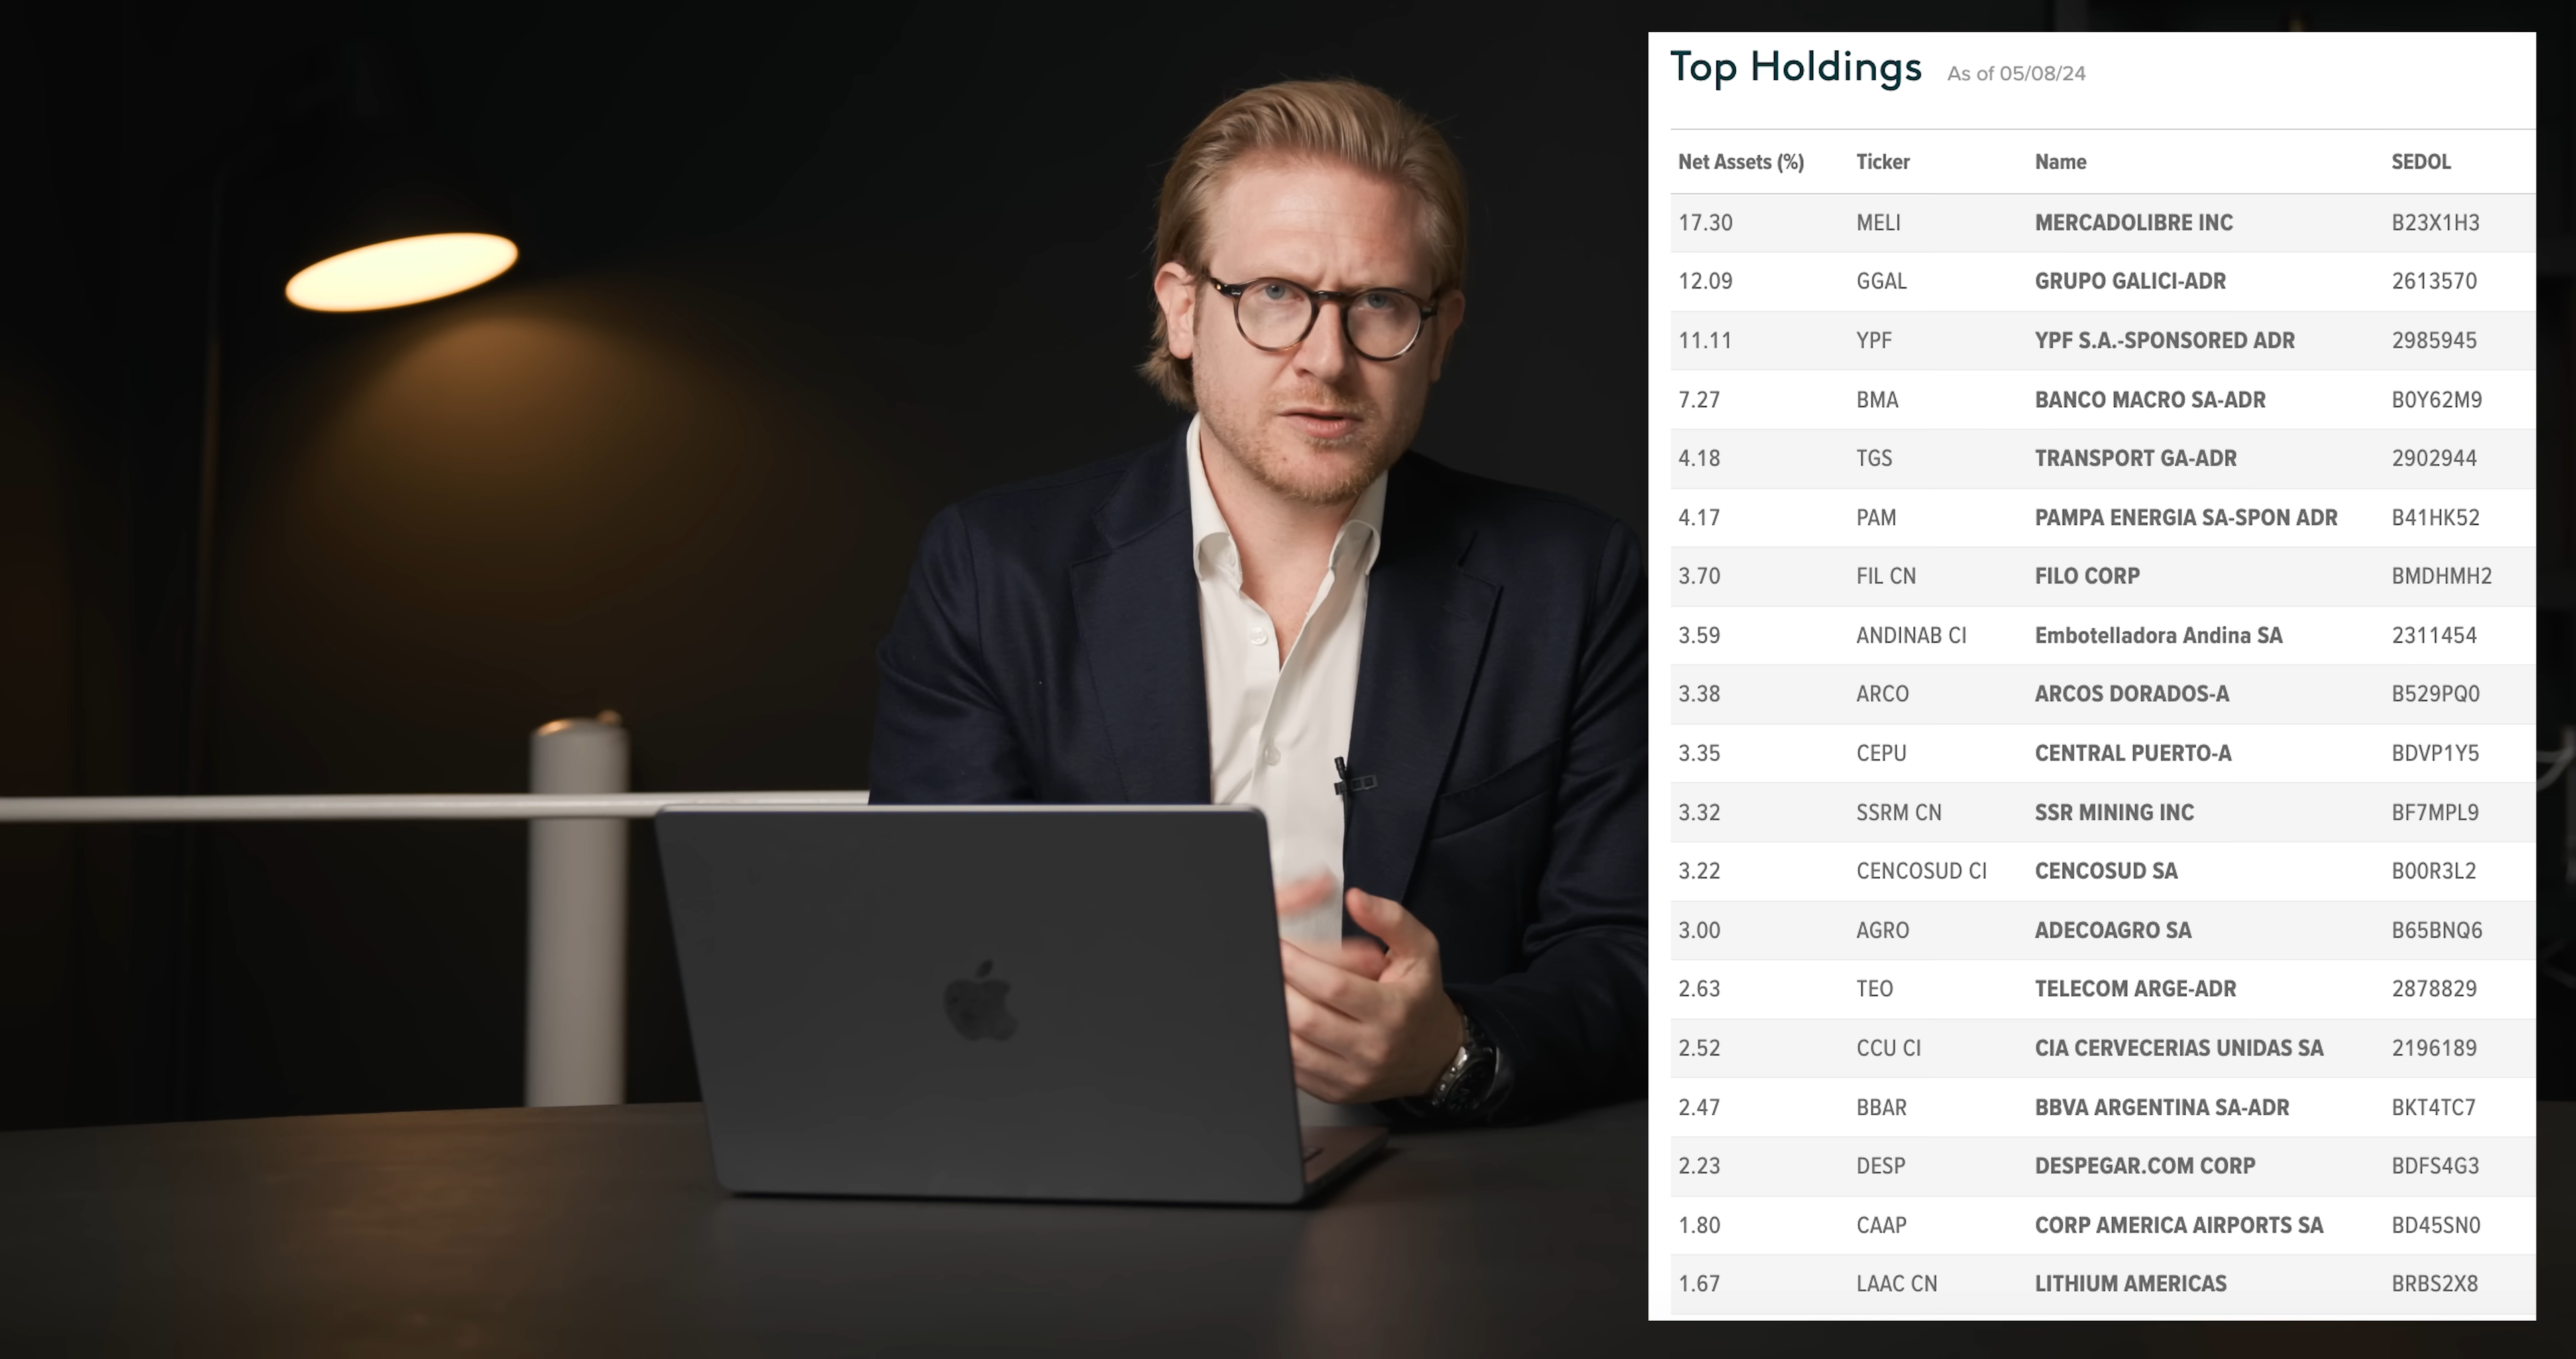 Top Holdings As of 05/08/24
Net Assets (%) Ticker Name SEDOL
17.30 MELI MERCADOLIBRE INC B23X1H3
12.09 GGAL GRUPO GALICI-ADR 2613570
11.11 YPF YPF S.A.-SPONSORED ADR 2985945
7.27 BMA BANCO MACRO SA-ADR B0Y62M9
4.18 TGS TRANSPORT GA-ADR 2902944
4.17 PAM PAMPA ENERGIA SA-SPON ADR B41HK52
3.70 FIL CN FILO CORP BMDHMH2
3.59 ANDINAB CI Embotelladora Andina SA 2311454
3.38 ARCO ARCOS DORADOS-A B529PQ0
3.35 CEPU CENTRAL PUERTO-A BDVP1Y5
3.32 SSRM CN SSR MINING INC BF7MPL9
3.22 CENCOSUD CI CENCOSUD SA B00R3L2
3.00 AGRO ADECOAGRO SA B65BNQ6
2.63 TEO TELECOM ARGE-ADR 2878829
2.52 CCU CI CIA CERVECERIAS UNIDAS SA 2196189
2.47 BBAR BBVA ARGENTINA SA-ADR BKT4TC7
2.23 DESP DESPEGAR.COM CORP BDFS4G3
1.80 CAAP CORP AMERICA AIRPORTS SA BD45SN0
1.67 LAAC CN LITHIUM AMERICAS BRBS2X8